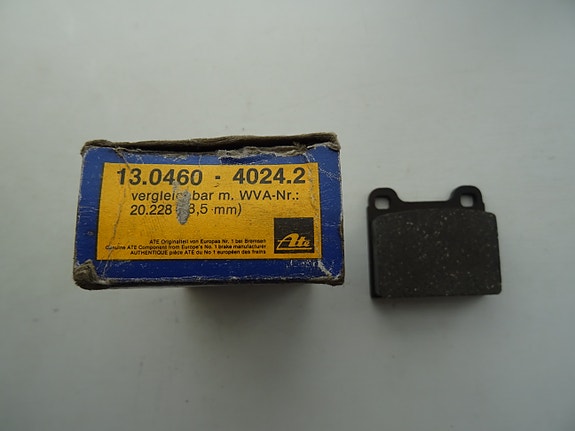 13.0460 - 4024.2
vergleichbar m. WVA-Nr.:
20.228 8,5 mm)
ATE Originalteil von Europas Nr. 1 bei Bremsen
Genuine ATE Component from Europe's No. 1 brake manufacturer
AUTHENTIQUE pièce ATE du No 1 européen des freins
Ate